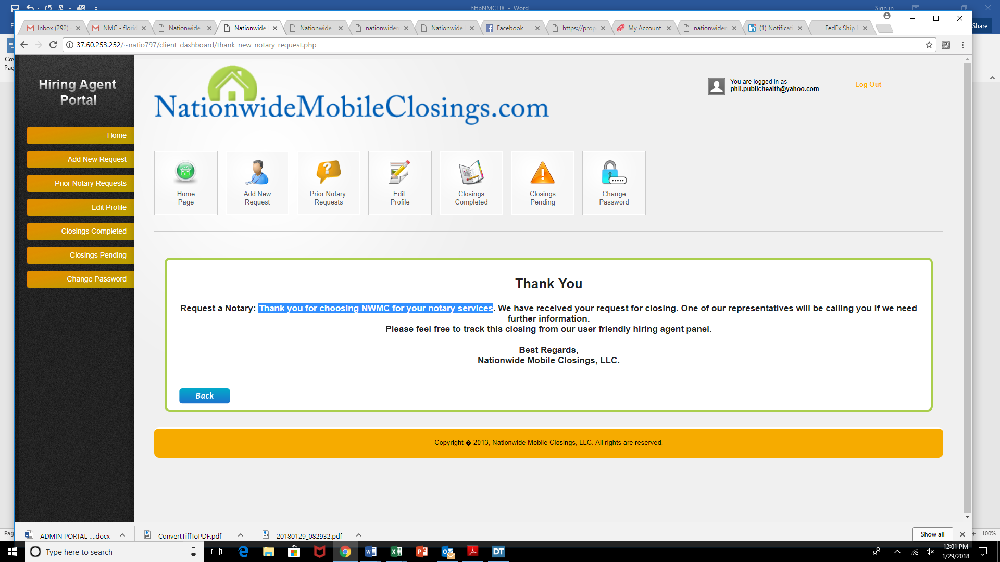 httpNMCFIX - Word
Sign in
Share
Inbox (292)
NMC - floric
Nationwide
Nationwide
Nationwide
nationwiden
Nationwide
Facebook
https://prop
My Account
nationwiden
(1) Notificati
FedEx Ship
37.60.253.252/~natio797/client_dashboard/thank_new_notary_request.php
Hiring Agent
Portal
NationwideMobileClosings.com
You are logged in as
phil.publichealth@yahoo.com
Log Out
Home
Add New Request
Prior Notary Requests
Edit Profile
Closings Completed
Closings Pending
Change Password
Home
Page
Add New
Request
Prior Notary
Requests
Edit
Profile
Closings
Completed
Closings
Pending
Change
Password
Thank You
Request a Notary: Thank you for choosing NWMC for your notary services. We have received your request for closing. One of our representatives will be calling you if we need
further information.
Please feel free to track this closing from our user friendly hiring agent panel.
Best Regards,
Nationwide Mobile Closings, LLC.
Back
Copyright � 2013, Nationwide Mobile Closings, LLC. All rights are reserved.
ADMIN PORTAL ....docx
ConvertTiffToPDF.pdf
20180129_082932.pdf
Show all
100%
Type here to search
DT
12:01 PM
1/29/2018